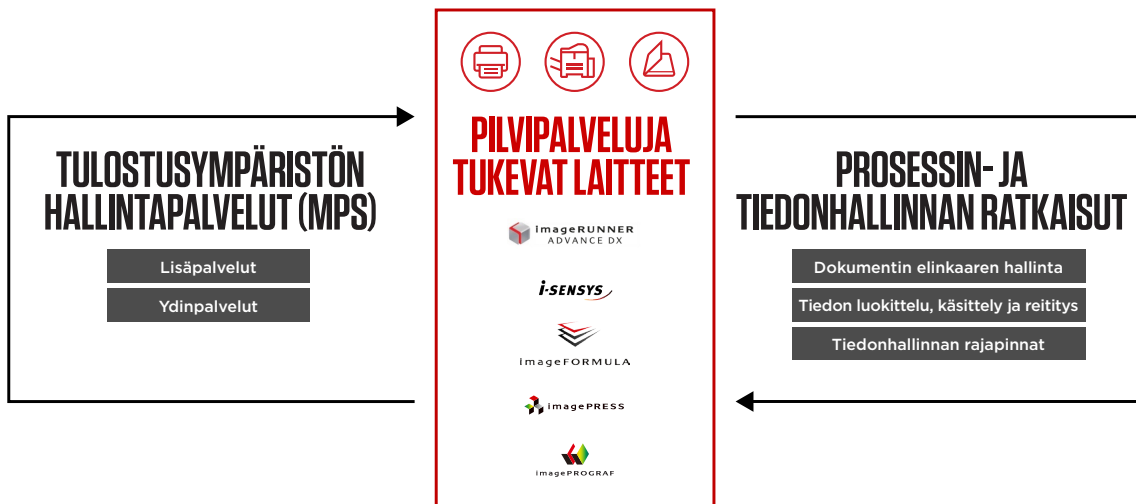 TULOSTUSYMPÄRISTÖN
HALLINTAPALVELUT (MPS)
Lisäpalvelut
Ydinpalvelut
PILVIPALVELUJA
TUKEVAT LAITTEET
imageRUNNER
ADVANCE DX
i-SENSYS
imageFORMULA
imagePRESS
imagePROGRAF
PROSESSIN- JA
TIEDONHALLINNAN RATKAISUT
Dokumentin elinkaaren hallinta
Tiedon luokittelu, käsittely ja reititys
Tiedonhallinnan rajapinnat